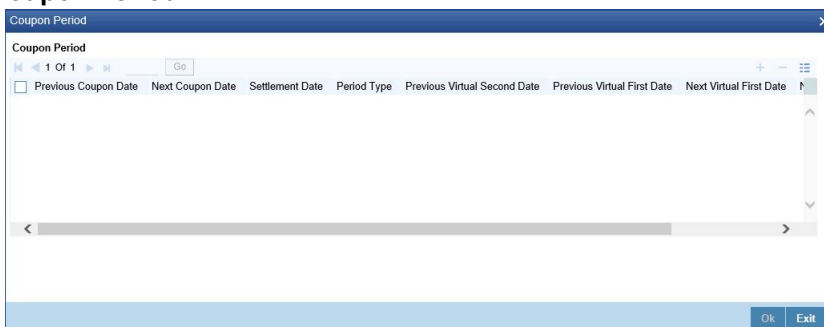 Coupon Period
Coupon Period
1 Of 1 Go
Previous Coupon Date Next Coupon Date Settlement Date Period Type Previous Virtual Second Date Previous Virtual First Date Next Virtual First Date
Ok Exit